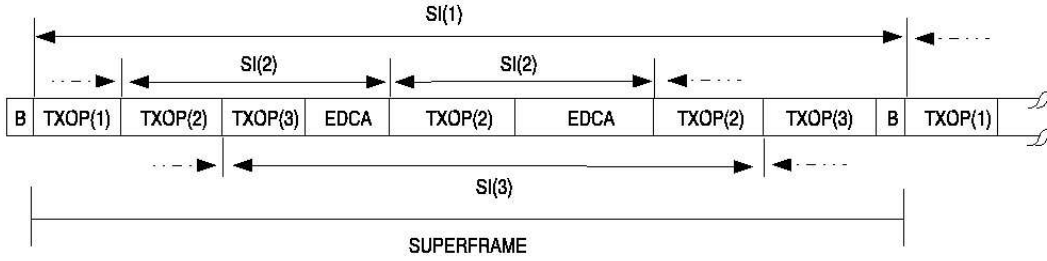 SI(1)
SI(2) SI(2)
B TXOP(1) TXOP(2) TXOP(3) EDCA TXOP(2) EDCA TXOP(2) TXOP(3) B TXOP(1)
SI(3)
SUPERFRAME